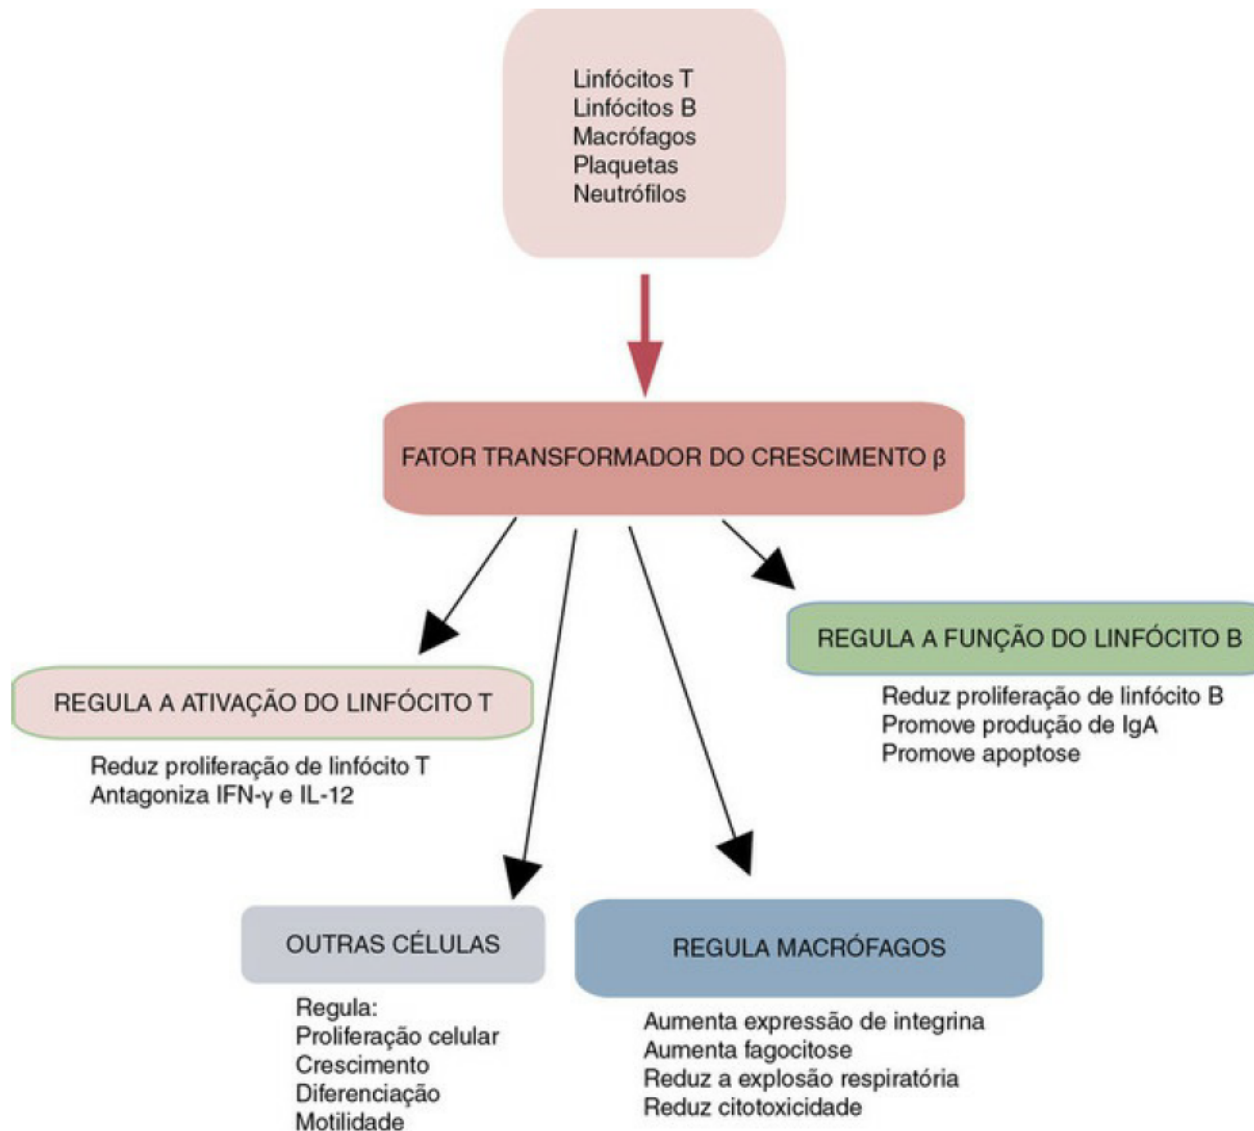 Linfócitos T
Linfócitos B
Macrófagos
Plaquetas
Neutrófilos
FATOR TRANSFORMADOR DO CRESCIMENTO β
REGULA A ATIVAÇÃO DO LINFÓCITO T
Reduz proliferação de linfócito T
Antagoniza IFN-γ e IL-12
REGULA A FUNÇÃO DO LINFÓCITO B
Reduz proliferação de linfócito B
Promove produção de IgA
Promove apoptose
OUTRAS CÉLULAS
Regula:
Proliferação celular
Crescimento
Diferenciação
Motilidade
REGULA MACRÓFAGOS
Aumenta expressão de integrina
Aumenta fagocitose
Reduz a explosão respiratória
Reduz citotoxicidade